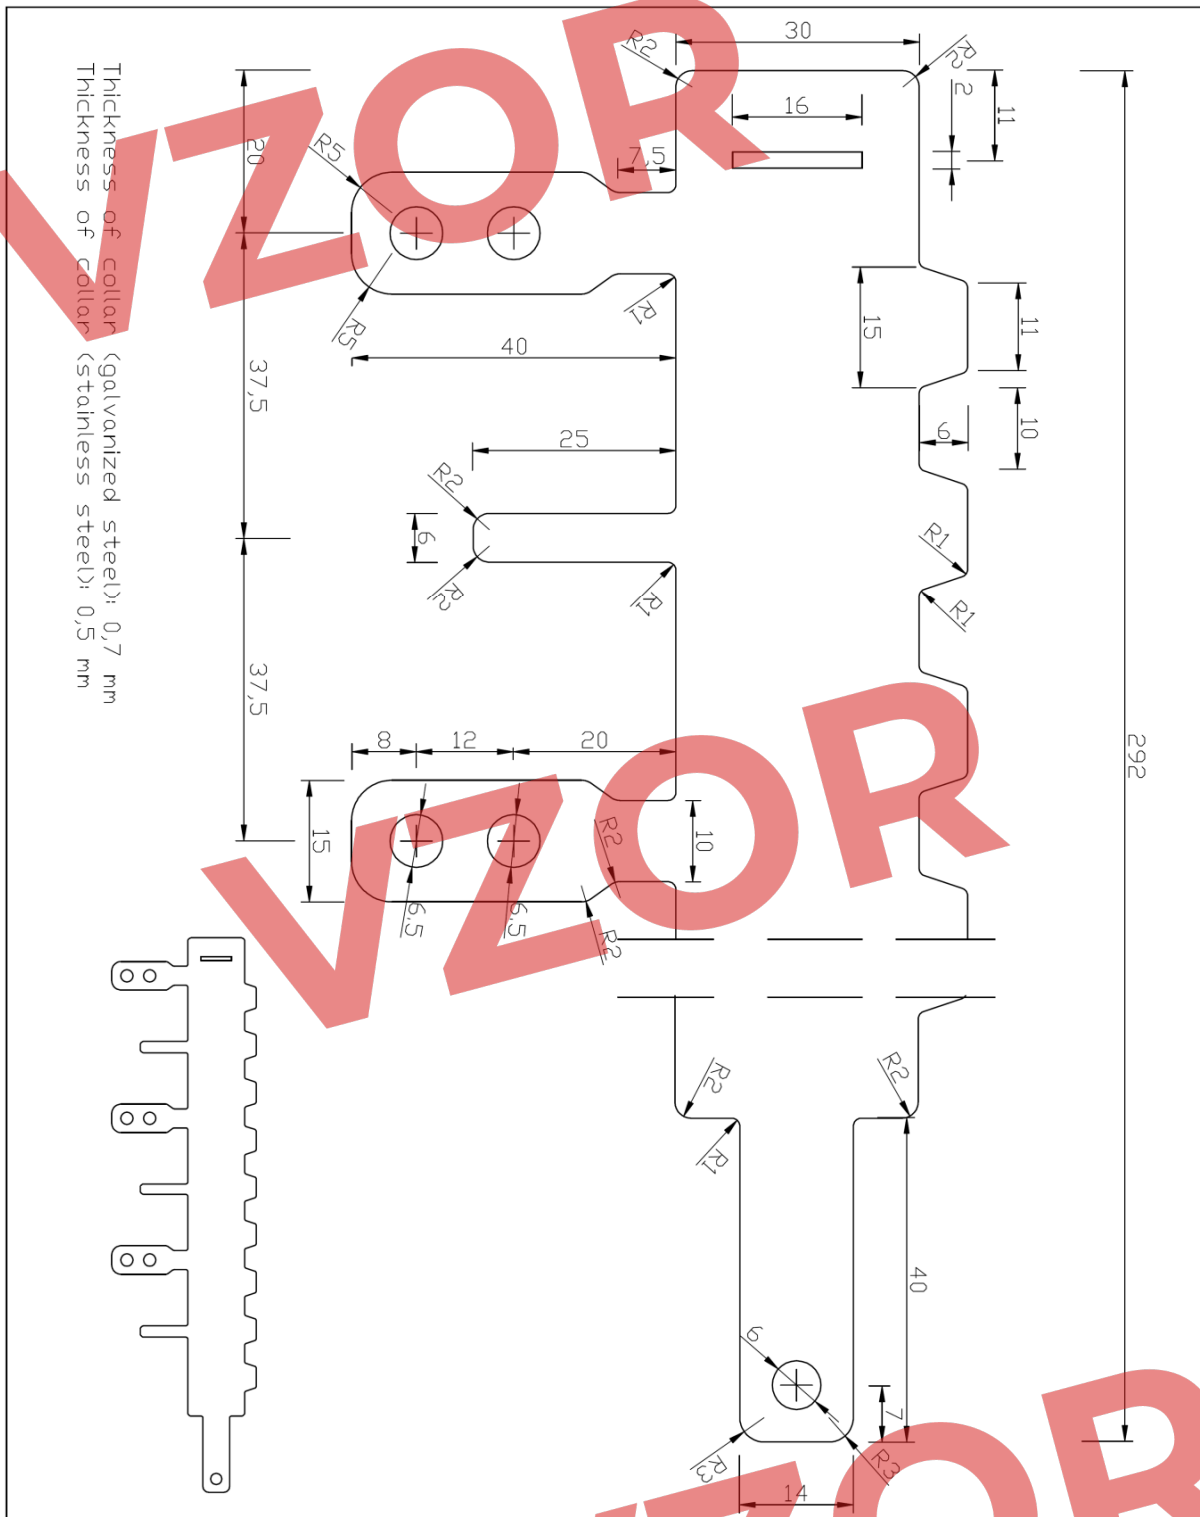 VZOR
30
R2
R2
2
11
16
7,5
R5
20
R5
R1
15
11
40
37,5
10
6
25
R2
6
R2
R1
R1
R1
37,5
8
12
20
15
10
R2
6,5
6,5
R2
VZOR
292
Thickness of collar (galvanized steel): 0,7 mm
Thickness of collar (stainless steel): 0,5 mm
R2
R2
R1
40
6
7
R3
R3
14
VZOR